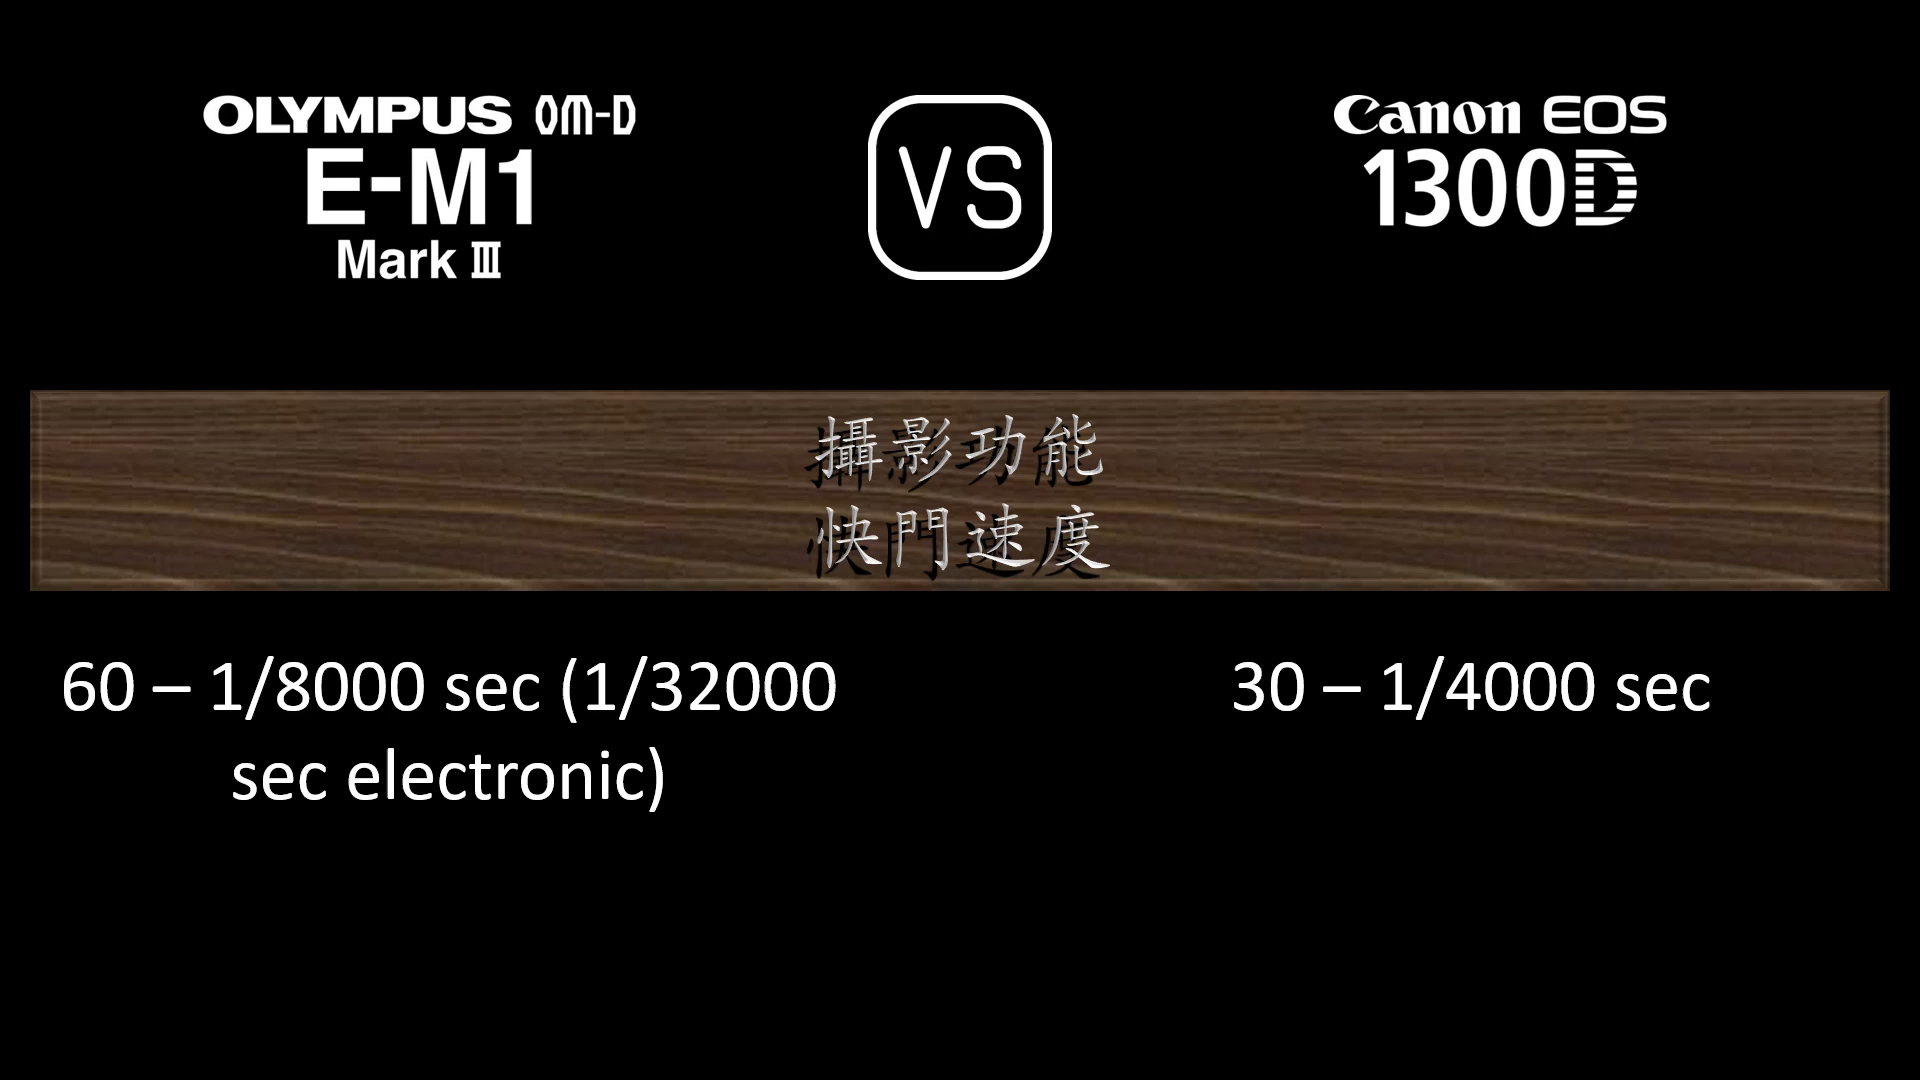 OLYMPUS OM-D
E-M1
Mark III
VS
Canon EOS
1300D
攝影功能
快門速度
60 – 1/8000 sec (1/32000
sec electronic)
30 – 1/4000 sec